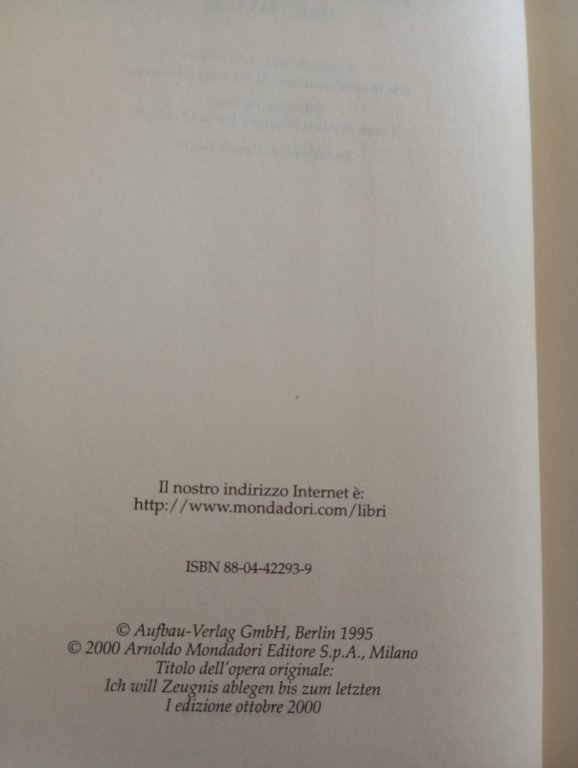 Il nostro indirizzo Internet è:
http://www.mondadori.com/libri
ISBN 88-04-42293-9
© Aufbau-Verlag GmbH, Berlin 1995
© 2000 Arnoldo Mondadori Editore S.p.A., Milano
Titolo dell'opera originale:
Ich will Zeugnis ablegen bis zum letzten
I edizione ottobre 2000